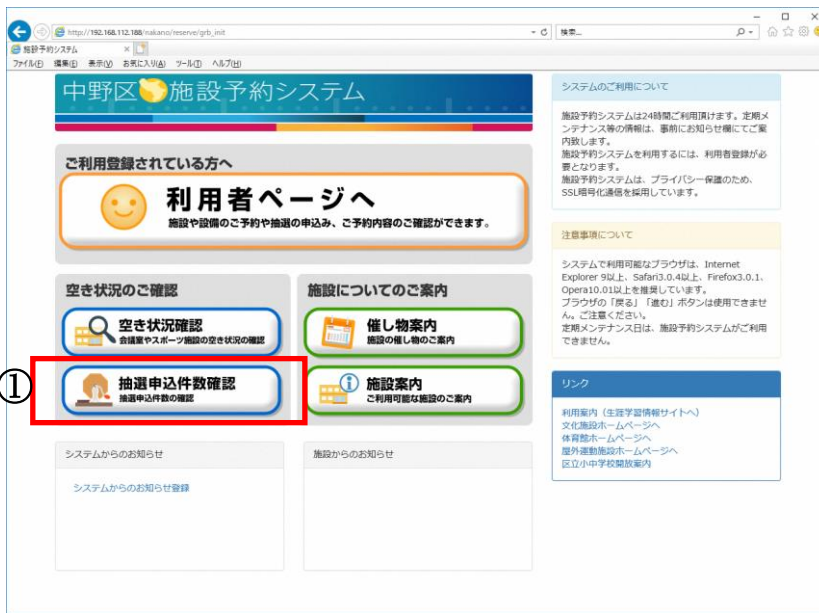 http://192.168.112.188/nakano/reserve/grb_init
検索...
施設予約システム
ファイル(F) 編集(E) 表示(V) お気に入り(A) ツール(T) ヘルプ(H)
中野区施設予約システム
ご利用登録されている方へ
利用者ページへ
施設や設備のご予約や抽選の申込み、ご予約内容のご確認ができます。
空き状況のご確認
空き状況確認
会議室やスポーツ施設の空き状況の確認
①
抽選申込件数確認
抽選申込件数の確認
施設についてのご案内
催し物案内
施設の催し物のご案内
施設案内
ご利用可能な施設のご案内
システムからのお知らせ
システムからのお知らせ登録
施設からのお知らせ
システムのご利用について
施設予約システムは24時間ご利用頂けます。定期メ
ンテナンス等の情報は、事前にお知らせ欄にてご案
内致します。
施設予約システムを利用するには、利用者登録が必
要となります。
施設予約システムは、プライバシー保護のため、
SSL暗号化通信を採用しています。
注意事項について
システムで利用可能なブラウザは、Internet
Explorer 9以上、Safari3.0.4以上、Firefox3.0.1、
Opera10.01以上を推奨しています。
ブラウザの「戻る」「進む」ボタンは使用できませ
ん。ご注意ください。
定期メンテナンス日は、施設予約システムがご利用
できません。
リンク
利用案内（生涯学習情報サイトへ）
文化施設ホームページへ
体育館ホームページへ
屋外運動施設ホームページへ
区立小中学校開放案内